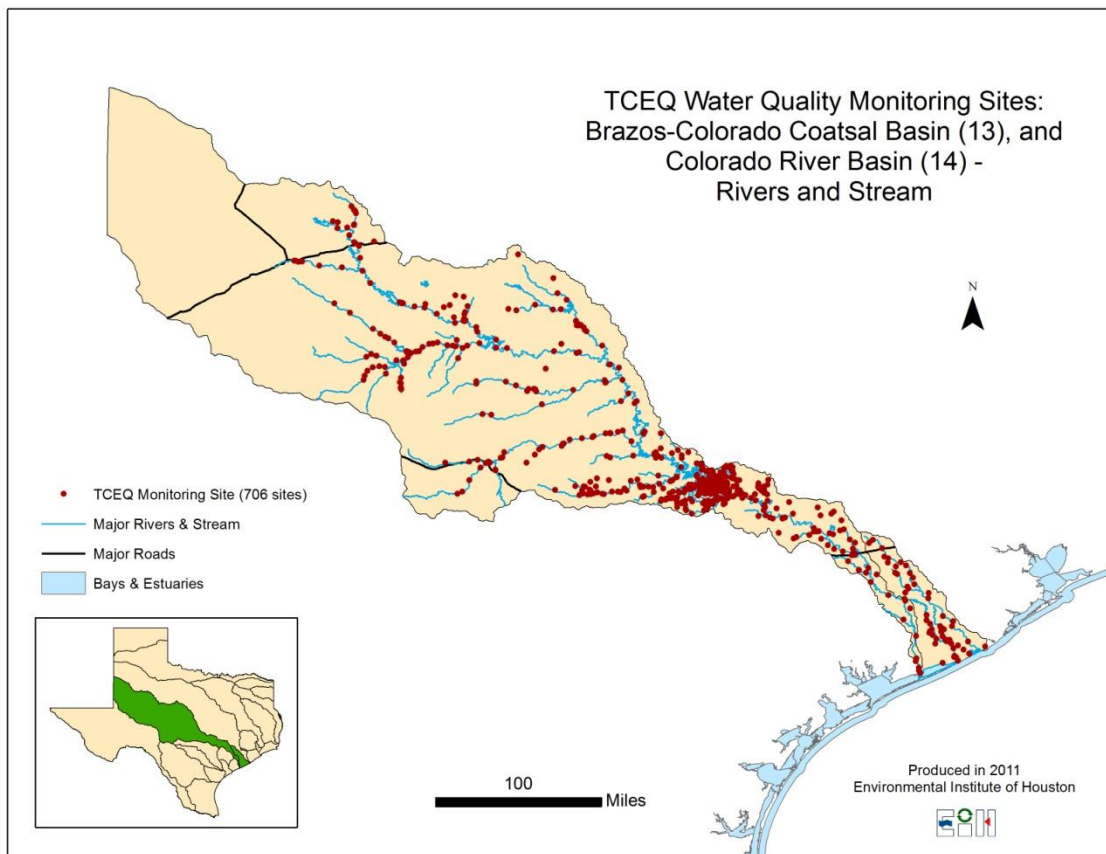 TCEQ Water Quality Monitoring Sites:
Brazos-Colorado Coatsal Basin (13), and
Colorado River Basin (14) -
Rivers and Stream
N
TCEQ Monitoring Site (706 sites)
Major Rivers & Stream
Major Roads
Bays & Estuaries
100
Miles
Produced in 2011
Environmental Institute of Houston
EIH